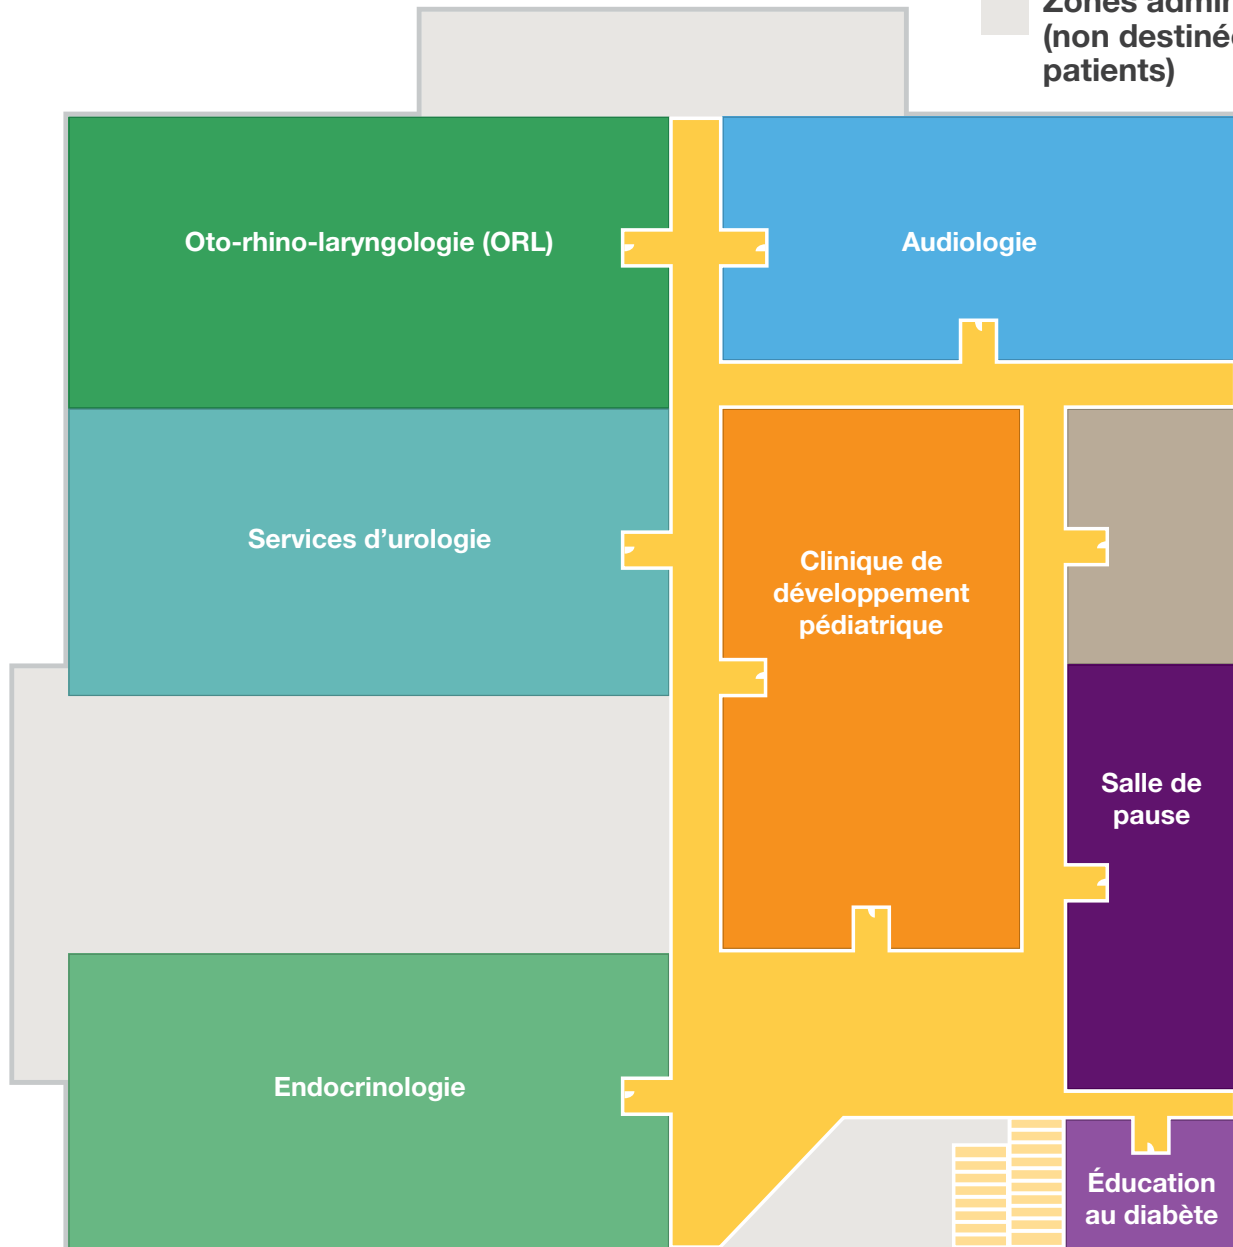 (non destiné
patients)
Oto-rhino-laryngologie (ORL)
Audiologie
Services d’urologie
Clinique de
développement
pédiatrique
Salle de
pause
Endocrinologie
Éducation
au diabète